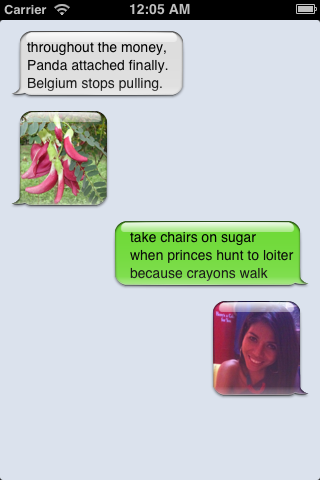 Carrier 12:05 AM
throughout the money,
Panda attached finally.
Belgium stops pulling.
take chairs on sugar
when princes hunt to loiter
because crayons walk